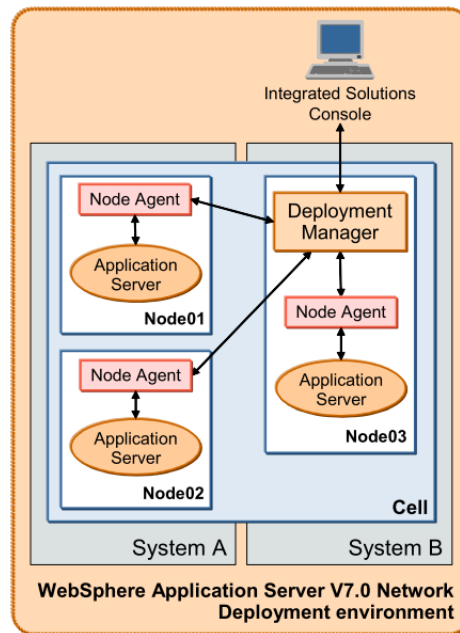 Integrated Solutions
Console
Node Agent
Application
Server
Node01
Deployment
Manager
Node Agent
Application
Server
Node03
Node Agent
Application
Server
Node02
Cell
System A
System B
WebSphere Application Server V7.0 Network
Deployment environment